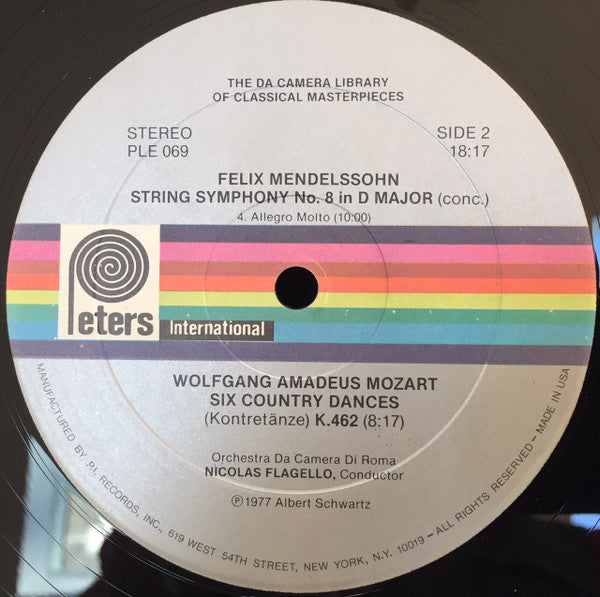 THE DA CAMERA LIBRARY
OF CLASSICAL MASTERPIECES
STEREO
PLE 069
SIDE 2
18:17
FELIX MENDELSSOHN
STRING SYMPHONY No. 8 in D MAJOR (conc.)
4. Allegro Molto (10:00)
Peters International
WOLFGANG AMADEUS MOZART
SIX COUNTRY DANCES
(Kontretänze) K.462 (8:17)
Orchestra Da Camera Di Roma
NICOLAS FLAGELLO, Conductor
℗1977 Albert Schwartz
MANUFACTURED BY P.I. RECORDS, INC., 619 WEST 54TH STREET, NEW YORK, N.Y. 10019 – ALL RIGHTS RESERVED – MADE IN USA